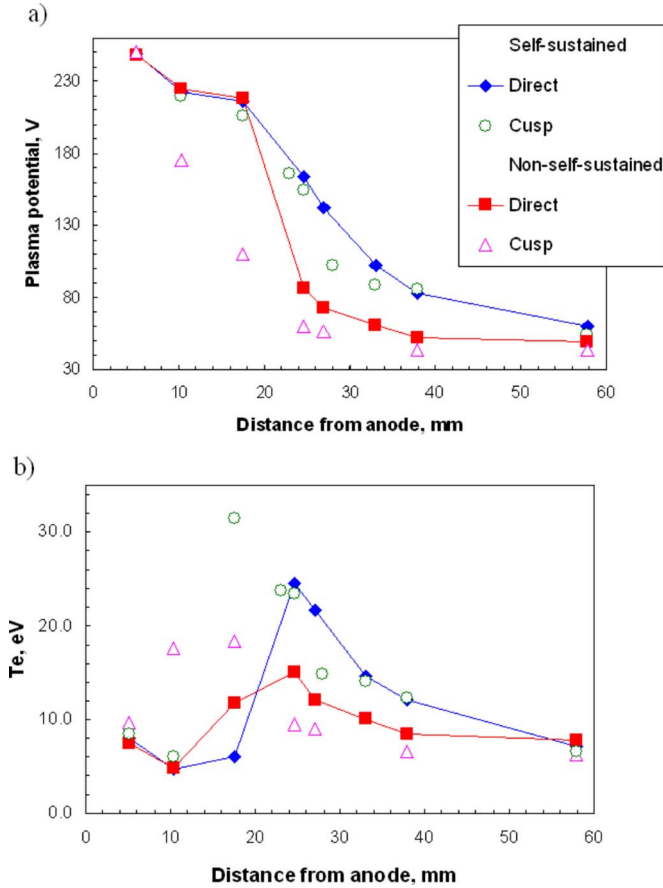 a)
Self-sustained
Direct
Cusp
Non-self-sustained
Direct
Cusp
Plasma potential, V
230
180
130
80
30
0 10 20 30 40 50 60
Distance from anode, mm
b)
Te, eV
30.0
20.0
10.0
0.0
0 10 20 30 40 50 60
Distance from anode, mm